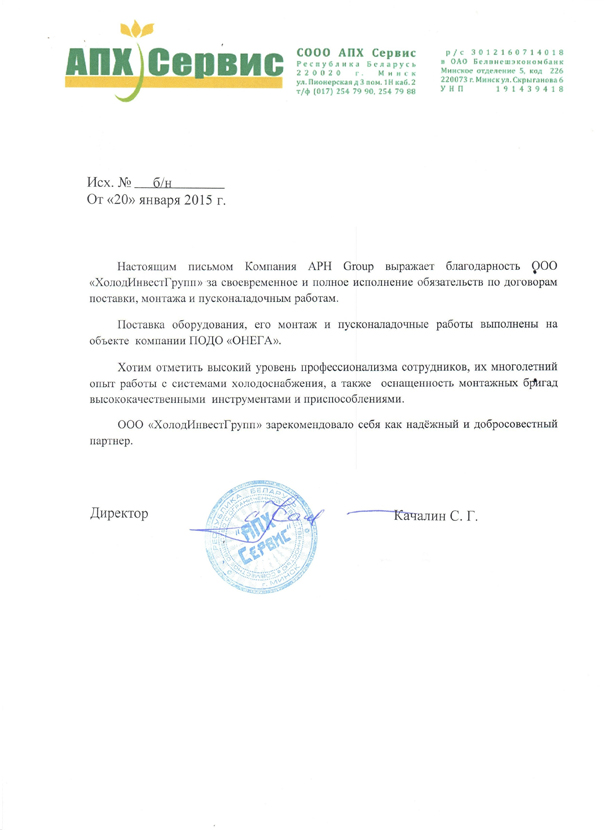 АПХ Сервис
СООО АПХ Сервис
Республика Беларусь
220020 г. Минск
ул. Пионерская д 3 пом. 1Н каб. 2
т/ф (017) 254 79 90, 254 79 88
р/с 3012160714018
в ОАО Белвнешэкономбанк
Минское отделение 5, код 226
220073 г. Минск ул. Скрыганова 6
УНП 191439418
Исх. № б/н
От «20» января 2015 г.
Настоящим письмом Компания APH Group выражает благодарность ООО
«ХолодИнвестГрупп» за своевременное и полное исполнение обязательств по договорам
поставки, монтажа и пусконаладочным работам.
Поставка оборудования, его монтаж и пусконаладочные работы выполнены на
объекте компании ПОДО «ОНЕГА».
Хотим отметить высокий уровень профессионализма сотрудников, их многолетний
опыт работы с системами холодоснабжения, а также оснащенность монтажных бригад
высококачественными инструментами и приспособлениями.
ООО «ХолодИнвестГрупп» зарекомендовало себя как надёжный и добросовестный
партнер.
Директор
Качалин С. Г.
"АПХ
Сервис"
г. МИНСК